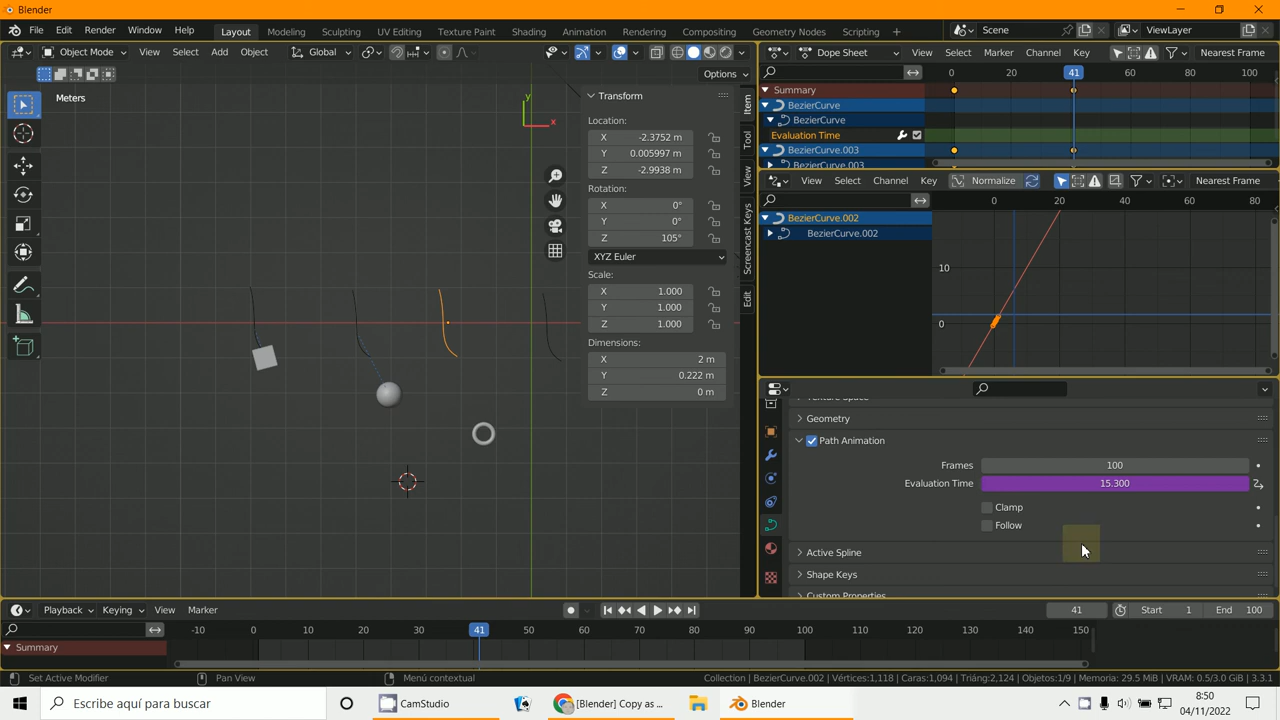 Blender
File Edit Render Window Help Layout Modeling Sculpting UV Editing Texture Paint Shading Animation Rendering Compositing Geometry Nodes Scripting Scene ViewLayer
Object Mode View Select Add Object Global
Options
Meters
Transform
Location:
X -2.3752 m
Y 0.005997 m
Z -2.9938 m
Rotation:
X 0°
Y 0°
Z 105°
XYZ Euler
Scale:
X 1.000
Y 1.000
Z 1.000
Dimensions:
X 2 m
Y 0.222 m
Z 0 m
Item
Tool
View
Screencast Keys
Edit
y
x
Dope Sheet View Select Marker Channel Key Nearest Frame
0 20 41 60 80 100
Summary
BezierCurve
BezierCurve
Evaluation Time
BezierCurve.003
BezierCurve.003
View Select Channel Key Normalize Nearest Frame
0 20 40 60 80
BezierCurve.002
BezierCurve.002
10
0
Texture Space
Geometry
Path Animation
Frames 100
Evaluation Time 15.300
Clamp
Follow
Active Spline
Shape Keys
Custom Properties
Playback Keying View Marker 41 Start 1 End 100
-10 0 10 20 30 41 50 60 70 80 90 100 110 120 130 140 150
Summary
Set Active Modifier Pan View Menú contextual Collection | BezierCurve.002 | Vértices:1,118 | Caras:1,094 | Triáng:2,124 | Objetos:1/9 | Memoria: 29.5 MiB | VRAM: 0.5/3.0 GiB | 3.3.1
Escribe aquí para buscar CamStudio [Blender] Copy as ... Blender
8:50
04/11/2022